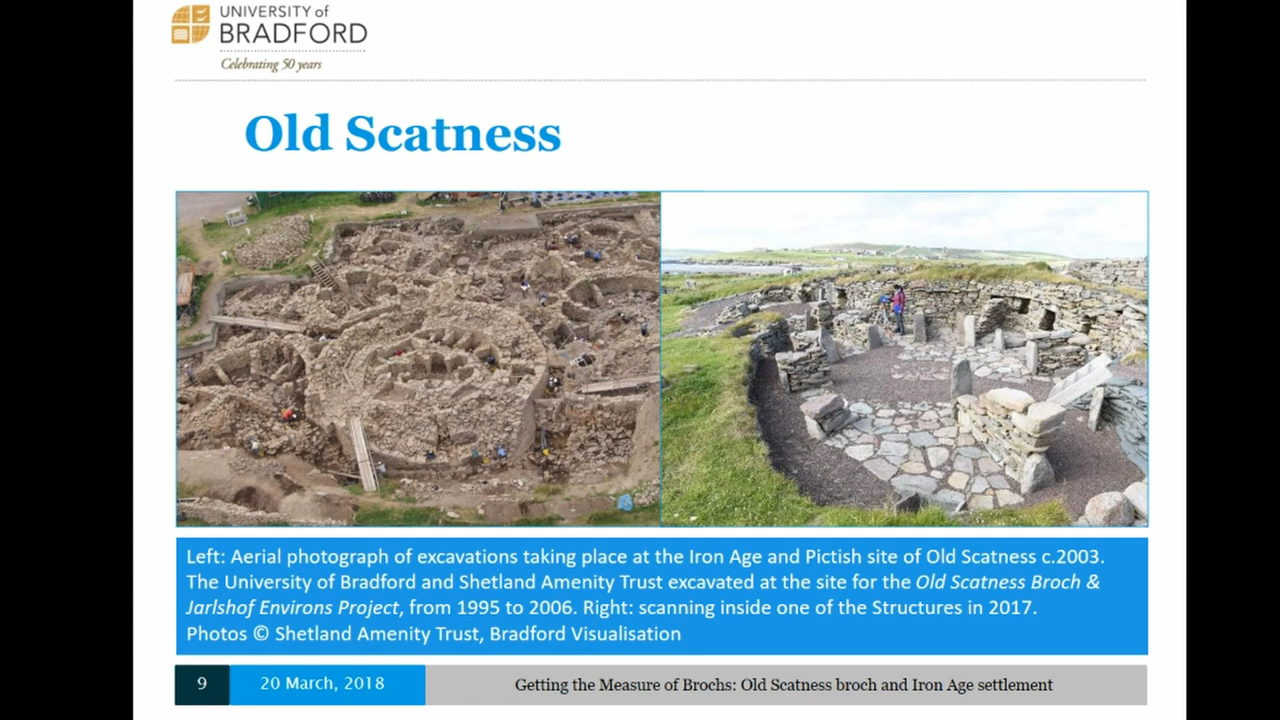 UNIVERSITY of
BRADFORD
Celebrating 50 years
Old Scatness
Left: Aerial photograph of excavations taking place at the Iron Age and Pictish site of Old Scatness c.2003.
The University of Bradford and Shetland Amenity Trust excavated at the site for the Old Scatness Broch &
Jarlshof Environs Project, from 1995 to 2006. Right: scanning inside one of the Structures in 2017.
Photos © Shetland Amenity Trust, Bradford Visualisation
9
20 March, 2018
Getting the Measure of Brochs: Old Scatness broch and Iron Age settlement